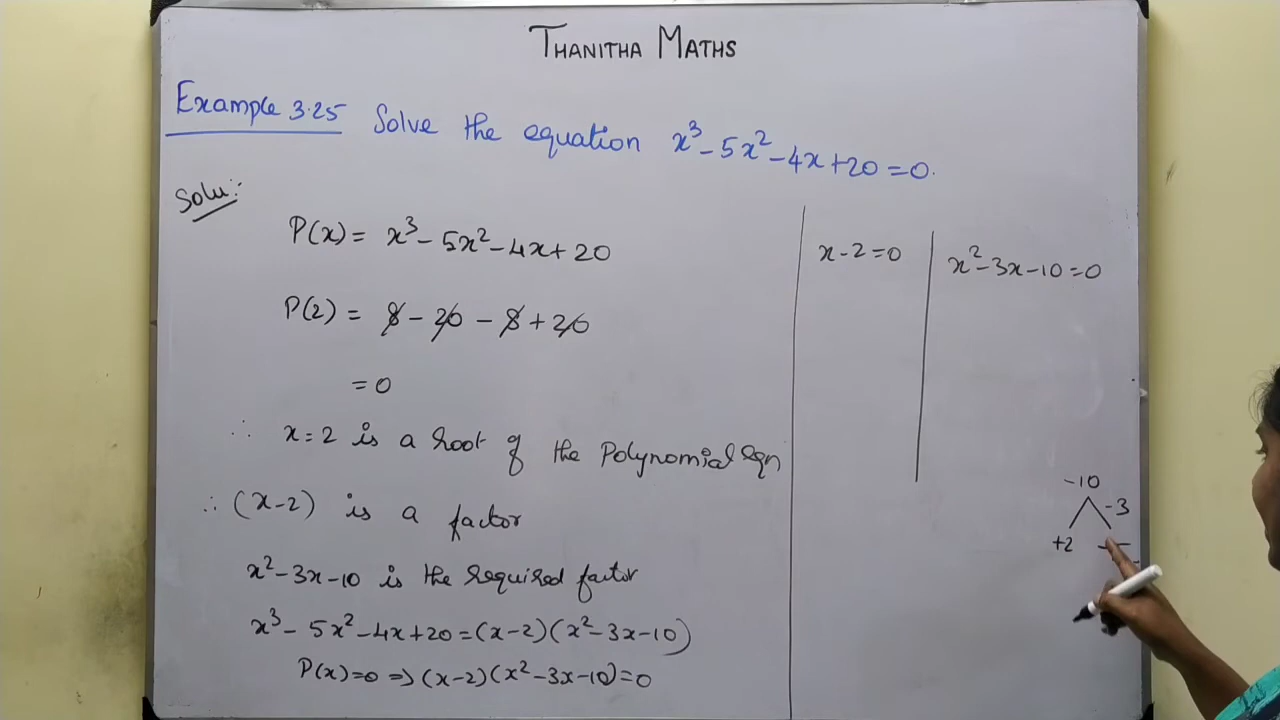 THANITHA MATHS
Example 3.25 Solve the equation x³ - 5x² - 4x + 20 = 0.
Solu:
P(x) = x³ - 5x² - 4x + 20
P(2) = 8 - 20 - 8 + 20
= 0
∴ x = 2 is a root of the Polynomial Eqn
∴ (x-2) is a factor
x² - 3x - 10 is the required factor
x³ - 5x² - 4x + 20 = (x-2)(x² - 3x - 10)
P(x) = 0 ⇒ (x-2)(x² - 3x - 10) = 0
x - 2 = 0
x² - 3x - 10 = 0
-10
-3
+2